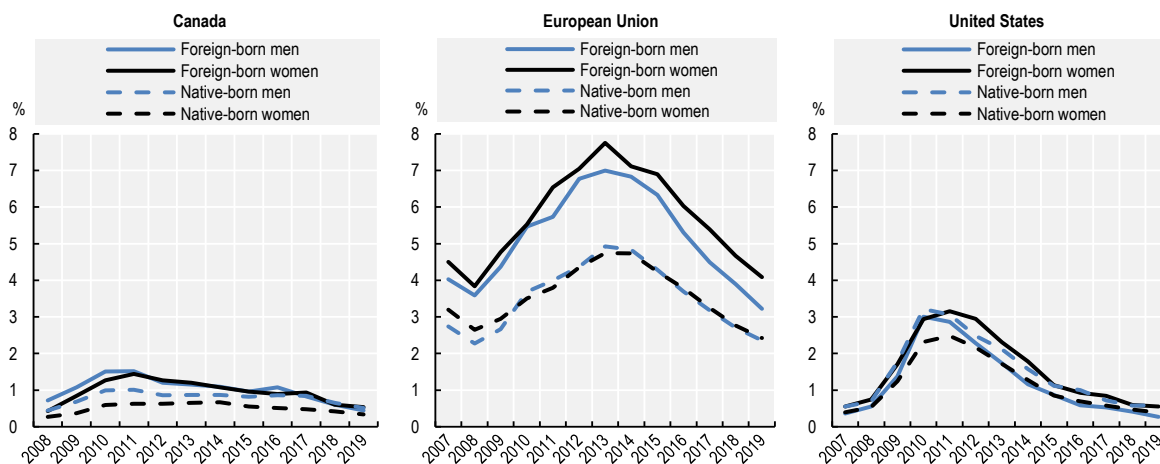 Canada
Foreign-born men
Foreign-born women
Native-born men
Native-born women
%
8
7
6
5
4
3
2
1
0
2008 2009 2010 2011 2012 2013 2014 2015 2016 2017 2018 2019
European Union
Foreign-born men
Foreign-born women
Native-born men
Native-born women
%
8
7
6
5
4
3
2
1
0
2007 2008 2009 2010 2011 2012 2013 2014 2015 2016 2017 2018 2019
United States
Foreign-born men
Foreign-born women
Native-born men
Native-born women
%
8
7
6
5
4
3
2
1
0
2007 2008 2009 2010 2011 2012 2013 2014 2015 2016 2017 2018 2019